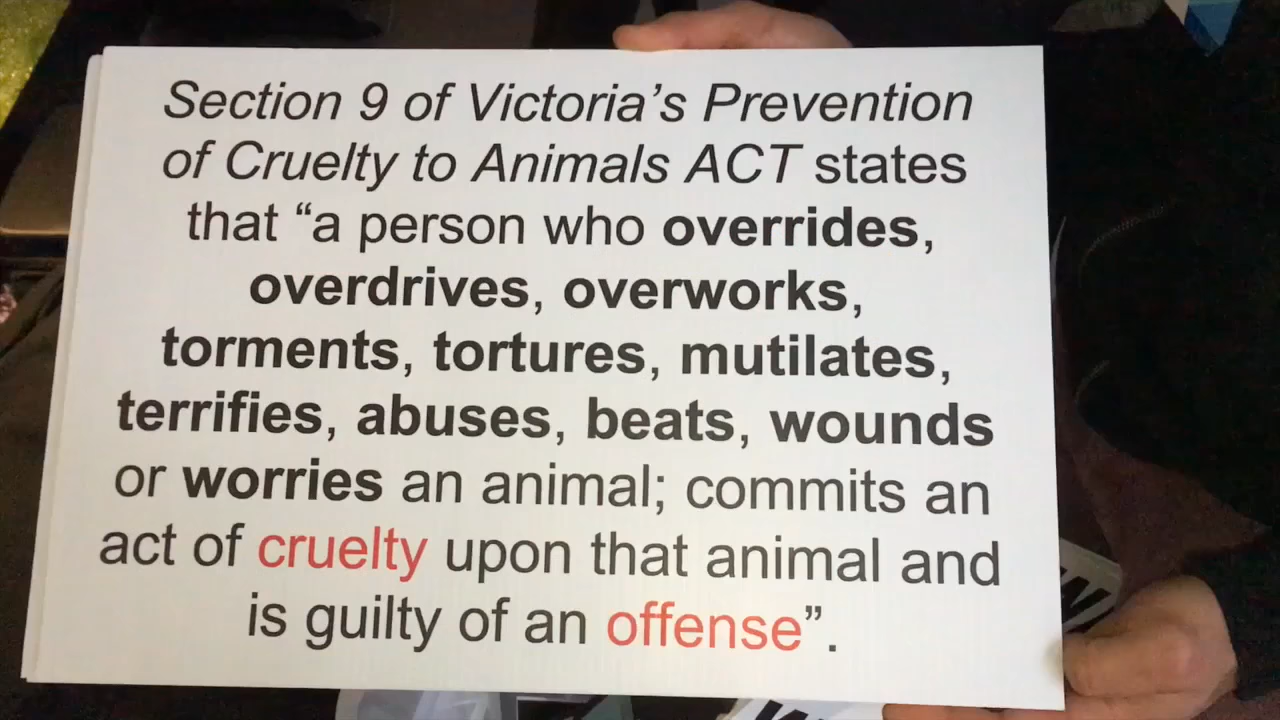 Section 9 of Victoria’s Prevention
of Cruelty to Animals ACT states
that “a person who overrides,
overdrives, overworks,
torments, tortures, mutilates,
terrifies, abuses, beats, wounds
or worries an animal; commits an
act of cruelty upon that animal and
is guilty of an offense”.